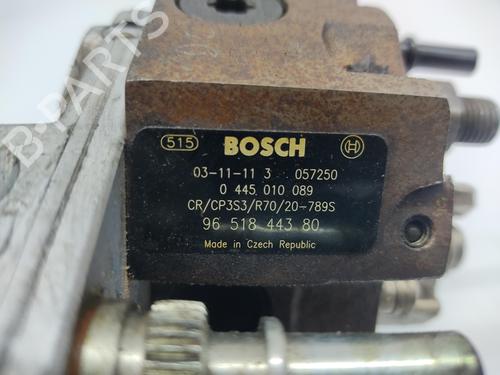 515 BOSCH
03-11-11 3 057250
0 445 010 089
CR/CP3S3/R70/20-789S
96 518 443 80
Made in Czech Republic
B-PARTS